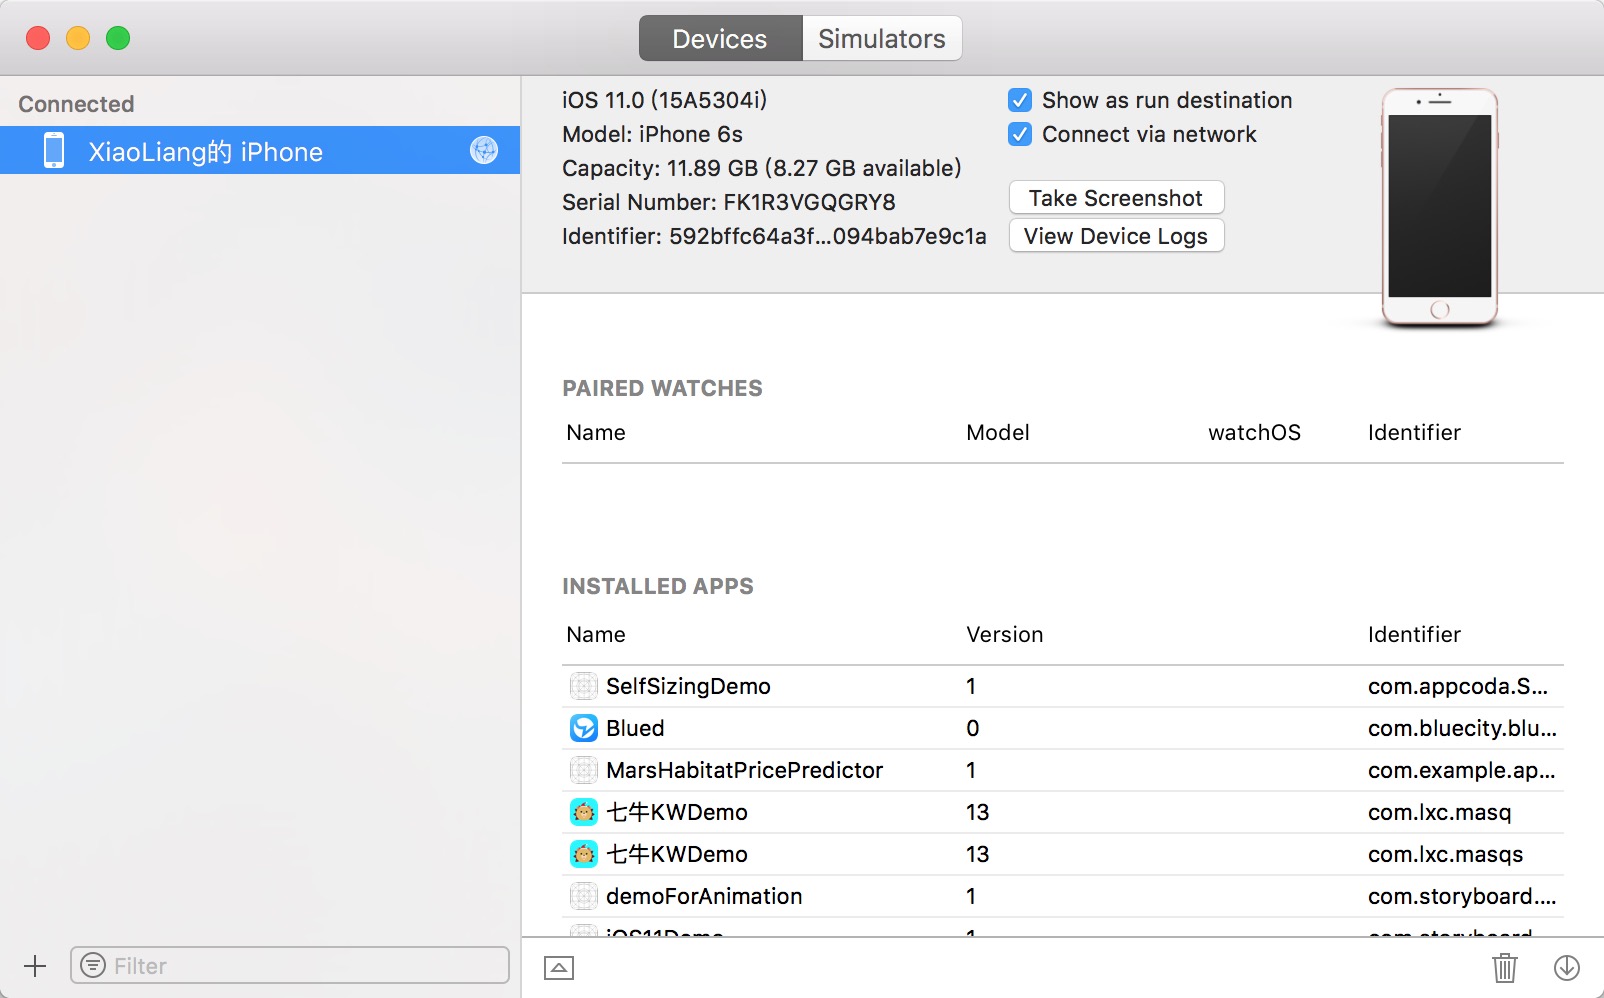 Devices Simulators
Connected
XiaoLiang的 iPhone
iOS 11.0 (15A5304i)
Model: iPhone 6s
Capacity: 11.89 GB (8.27 GB available)
Serial Number: FK1R3VGQGRY8
Identifier: 592bffc64a3f...094bab7e9c1a
Show as run destination
Connect via network
Take Screenshot
View Device Logs
PAIRED WATCHES
Name Model watchOS Identifier
INSTALLED APPS
Name Version Identifier
SelfSizingDemo 1 com.appcoda.S...
Blued 0 com.bluecity.blu...
MarsHabitatPricePredictor 1 com.example.ap...
七牛KWDemo 13 com.lxc.masq
七牛KWDemo 13 com.lxc.masqs
demoForAnimation 1 com.storyboard....
iOS11Demo 1 com.storyboard...
Filter